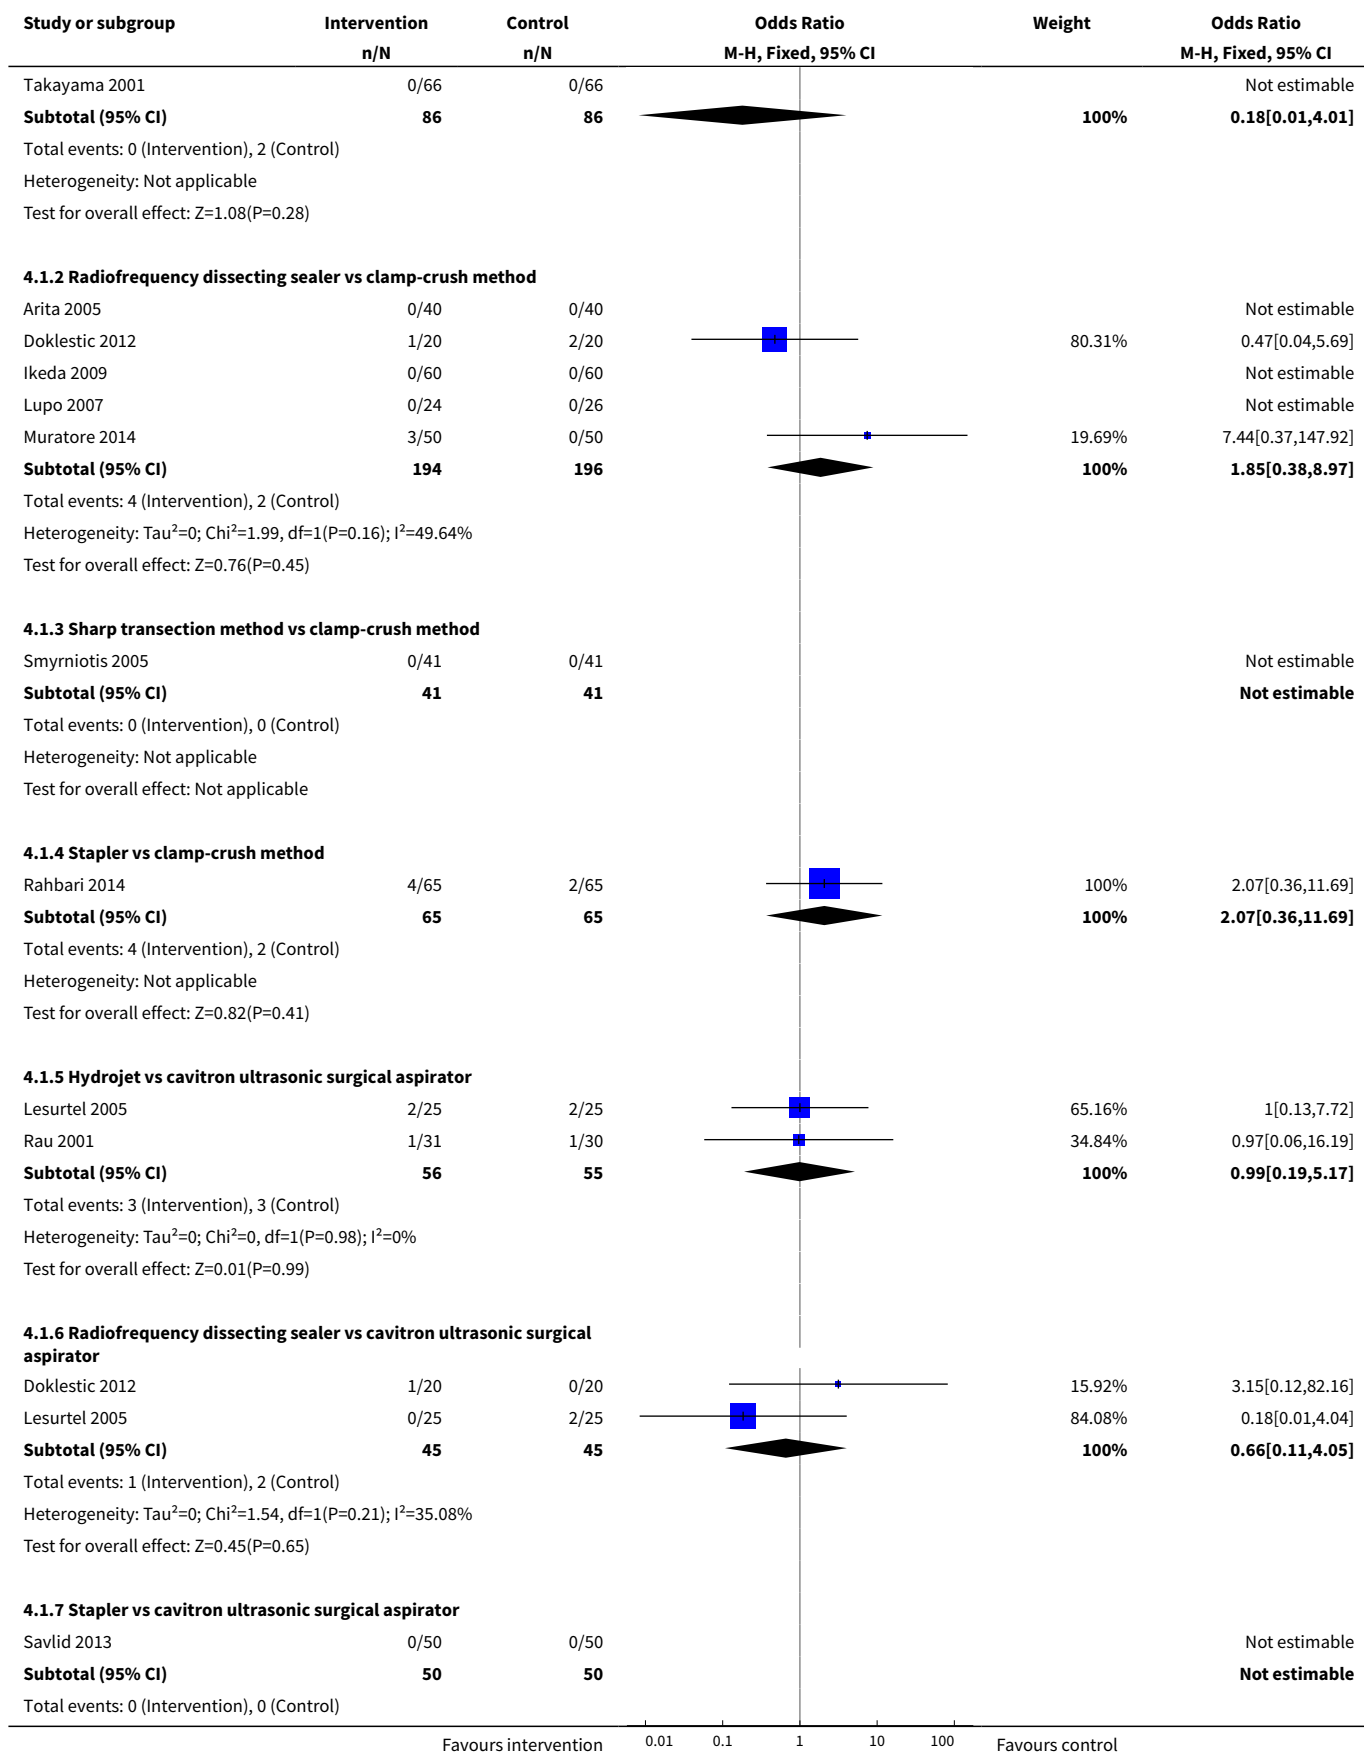 Study or subgroup Intervention Control Odds Ratio Weight Odds Ratio
n/N n/N M-H, Fixed, 95% CI M-H, Fixed, 95% CI
Takayama 2001 0/66 0/66 Not estimable
Subtotal (95% CI) 86 86 100% 0.18[0.01,4.01]
Total events: 0 (Intervention), 2 (Control)
Heterogeneity: Not applicable
Test for overall effect: Z=1.08(P=0.28)
4.1.2 Radiofrequency dissecting sealer vs clamp-crush method
Arita 2005 0/40 0/40 Not estimable
Doklestic 2012 1/20 2/20 80.31% 0.47[0.04,5.69]
Ikeda 2009 0/60 0/60 Not estimable
Lupo 2007 0/24 0/26 Not estimable
Muratore 2014 3/50 0/50 19.69% 7.44[0.37,147.92]
Subtotal (95% CI) 194 196 100% 1.85[0.38,8.97]
Total events: 4 (Intervention), 2 (Control)
Heterogeneity: Tau²=0; Chi²=1.99, df=1(P=0.16); I²=49.64%
Test for overall effect: Z=0.76(P=0.45)
4.1.3 Sharp transection method vs clamp-crush method
Smyrniotis 2005 0/41 0/41 Not estimable
Subtotal (95% CI) 41 41 Not estimable
Total events: 0 (Intervention), 0 (Control)
Heterogeneity: Not applicable
Test for overall effect: Not applicable
4.1.4 Stapler vs clamp-crush method
Rahbari 2014 4/65 2/65 100% 2.07[0.36,11.69]
Subtotal (95% CI) 65 65 100% 2.07[0.36,11.69]
Total events: 4 (Intervention), 2 (Control)
Heterogeneity: Not applicable
Test for overall effect: Z=0.82(P=0.41)
4.1.5 Hydrojet vs cavitron ultrasonic surgical aspirator
Lesurtel 2005 2/25 2/25 65.16% 1[0.13,7.72]
Rau 2001 1/31 1/30 34.84% 0.97[0.06,16.19]
Subtotal (95% CI) 56 55 100% 0.99[0.19,5.17]
Total events: 3 (Intervention), 3 (Control)
Heterogeneity: Tau²=0; Chi²=0, df=1(P=0.98); I²=0%
Test for overall effect: Z=0.01(P=0.99)
4.1.6 Radiofrequency dissecting sealer vs cavitron ultrasonic surgical
aspirator
Doklestic 2012 1/20 0/20 15.92% 3.15[0.12,82.16]
Lesurtel 2005 0/25 2/25 84.08% 0.18[0.01,4.04]
Subtotal (95% CI) 45 45 100% 0.66[0.11,4.05]
Total events: 1 (Intervention), 2 (Control)
Heterogeneity: Tau²=0; Chi²=1.54, df=1(P=0.21); I²=35.08%
Test for overall effect: Z=0.45(P=0.65)
4.1.7 Stapler vs cavitron ultrasonic surgical aspirator
Savlid 2013 0/50 0/50 Not estimable
Subtotal (95% CI) 50 50 Not estimable
Total events: 0 (Intervention), 0 (Control)
Favours intervention 0.01 0.1 1 10 100 Favours control